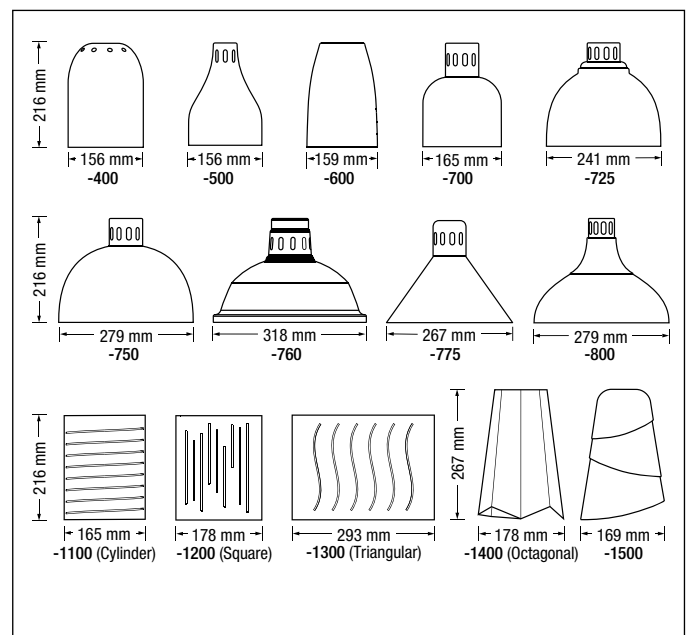 216 mm
156 mm
-400
156 mm
-500
159 mm
-600
165 mm
-700
241 mm
-725
216 mm
279 mm
-750
318 mm
-760
267 mm
-775
279 mm
-800
216 mm
165 mm
-1100 (Cylinder)
178 mm
-1200 (Square)
293 mm
-1300 (Triangular)
267 mm
178 mm
-1400 (Octagonal)
169 mm
-1500